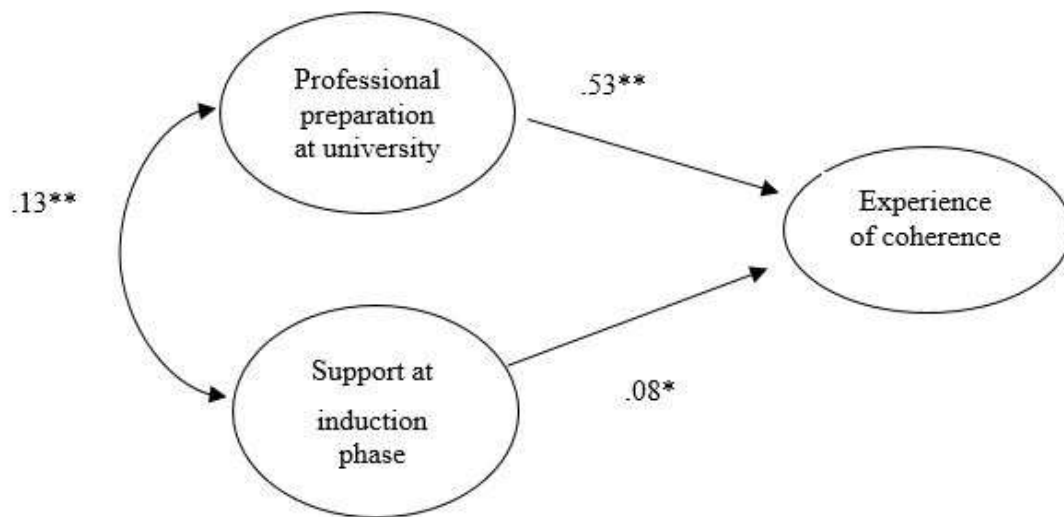 Professional
preparation
at university
.53**
.13**
Experience
of coherence
Support at
induction
phase
.08*